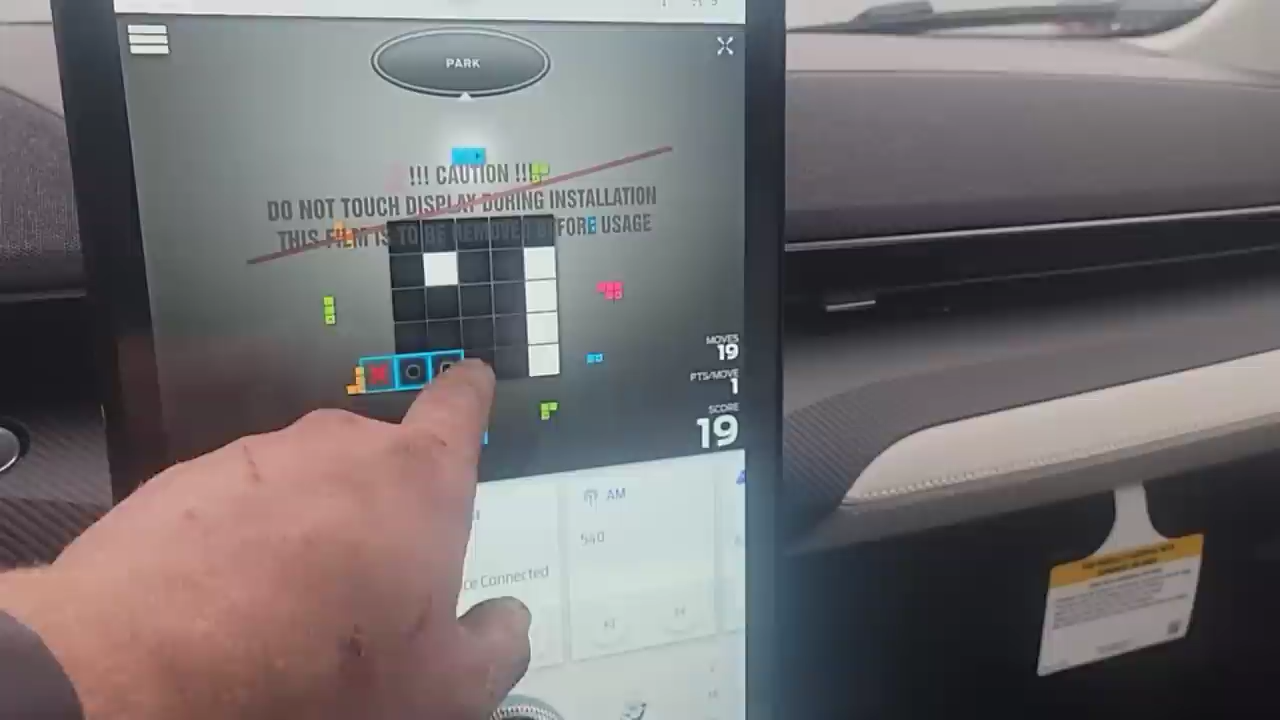 PARK
!!! CAUTION !!!
DO NOT TOUCH DISPLAY DURING INSTALLATION
THIS FILM IS TO BE REMOVED BEFORE USAGE
MOVES
19
PTS/MOVE
1
SCORE
19
AM
540
Connected